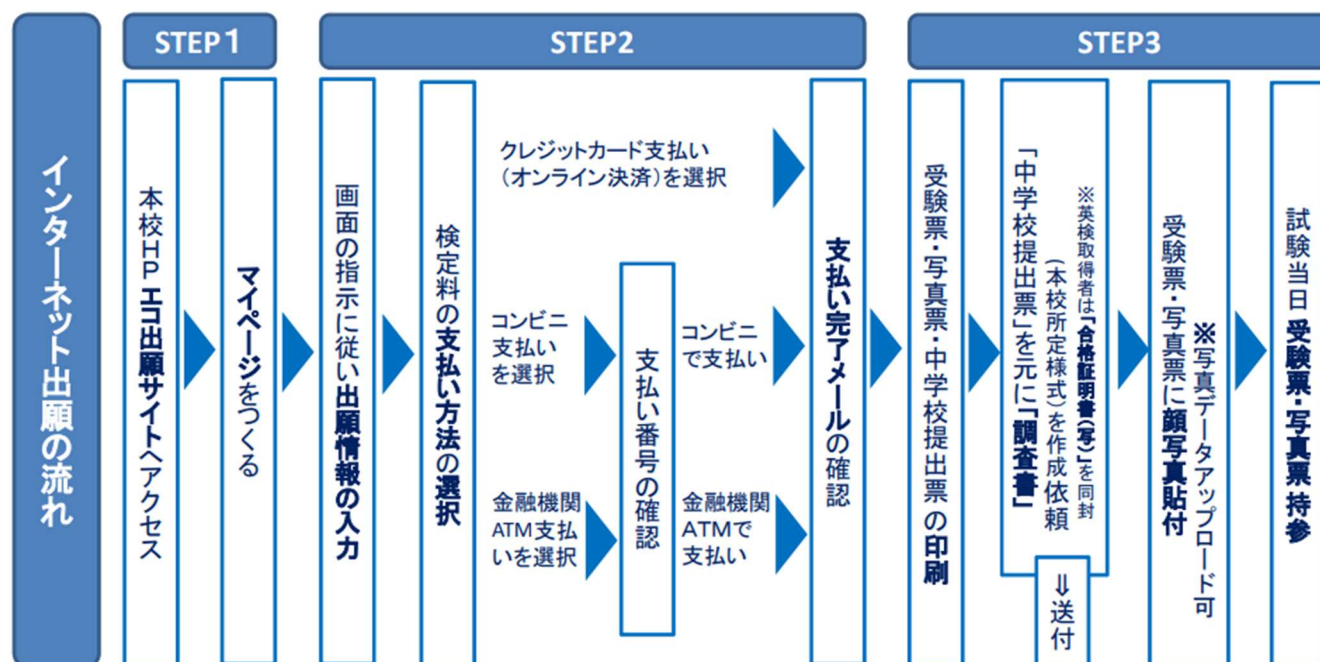 インターネット出願の流れ
STEP1
本校HP エコ出願サイトへアクセス
マイページをつくる
STEP2
画面の指示に従い出願情報の入力
検定料の支払い方法の選択
クレジットカード支払い
(オンライン決済)を選択
コンビニ
支払い
を選択
金融機関
ATM支払
いを選択
支払い番号の確認
コンビニ
で支払い
金融機関
ATMで
支払い
支払い完了メールの確認
STEP3
受験票・写真票・中学校提出票 の印刷
※英検取得者は「合格証明書(写)」を同封
「中学校提出票」を元に「調査書」
(本校所定様式)を作成依頼
⇓送付
受験票・写真票に顔写真貼付
※写真データアップロード可
試験当日 受験票・写真票 持参